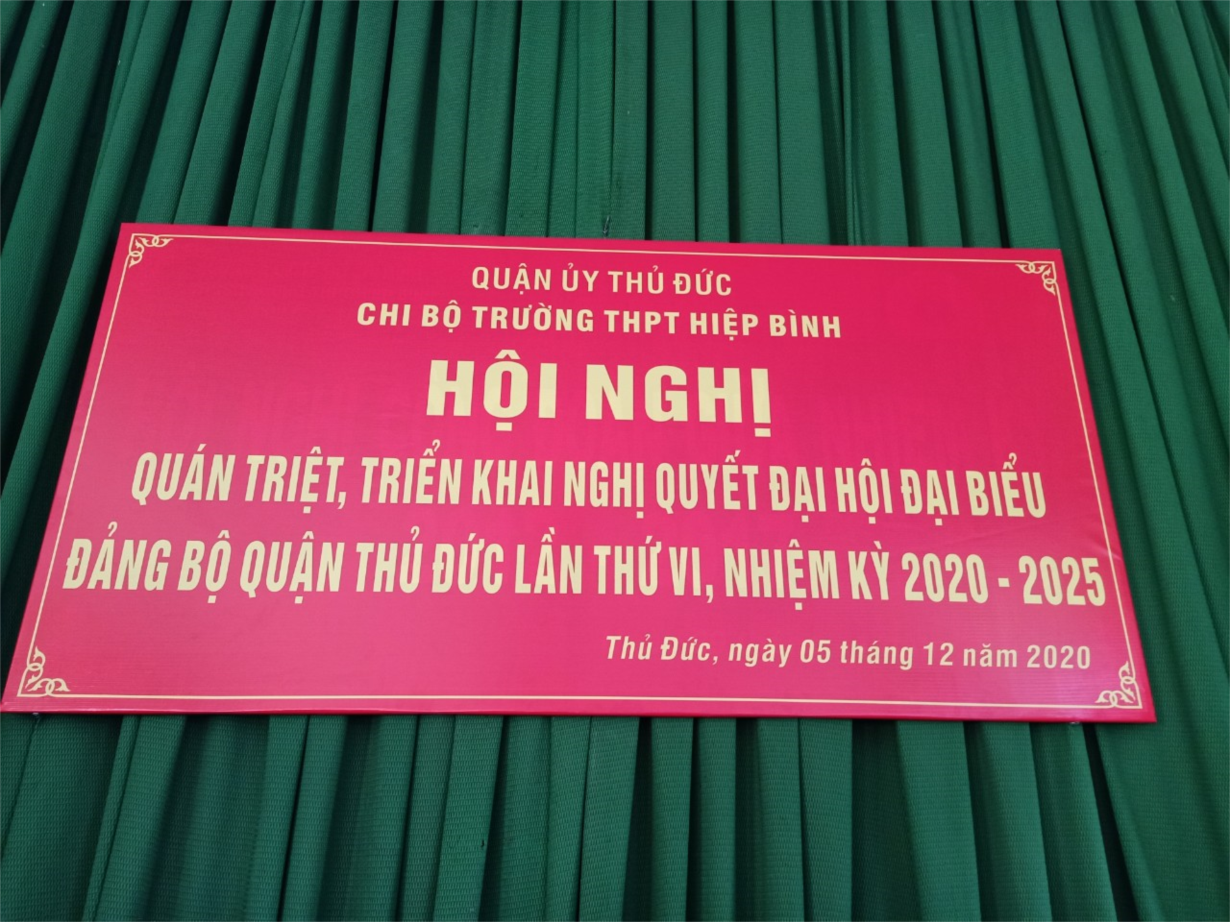 QUẬN ỦY THỦ ĐỨC
CHI BỘ TRƯỜNG THPT HIỆP BÌNH
HỘI NGHỊ
QUÁN TRIỆT, TRIỂN KHAI NGHỊ QUYẾT ĐẠI HỘI ĐẠI BIỂU
ĐẢNG BỘ QUẬN THỦ ĐỨC LẦN THỨ VI, NHIỆM KỲ 2020 - 2025
Thủ Đức, ngày 05 tháng 12 năm 2020